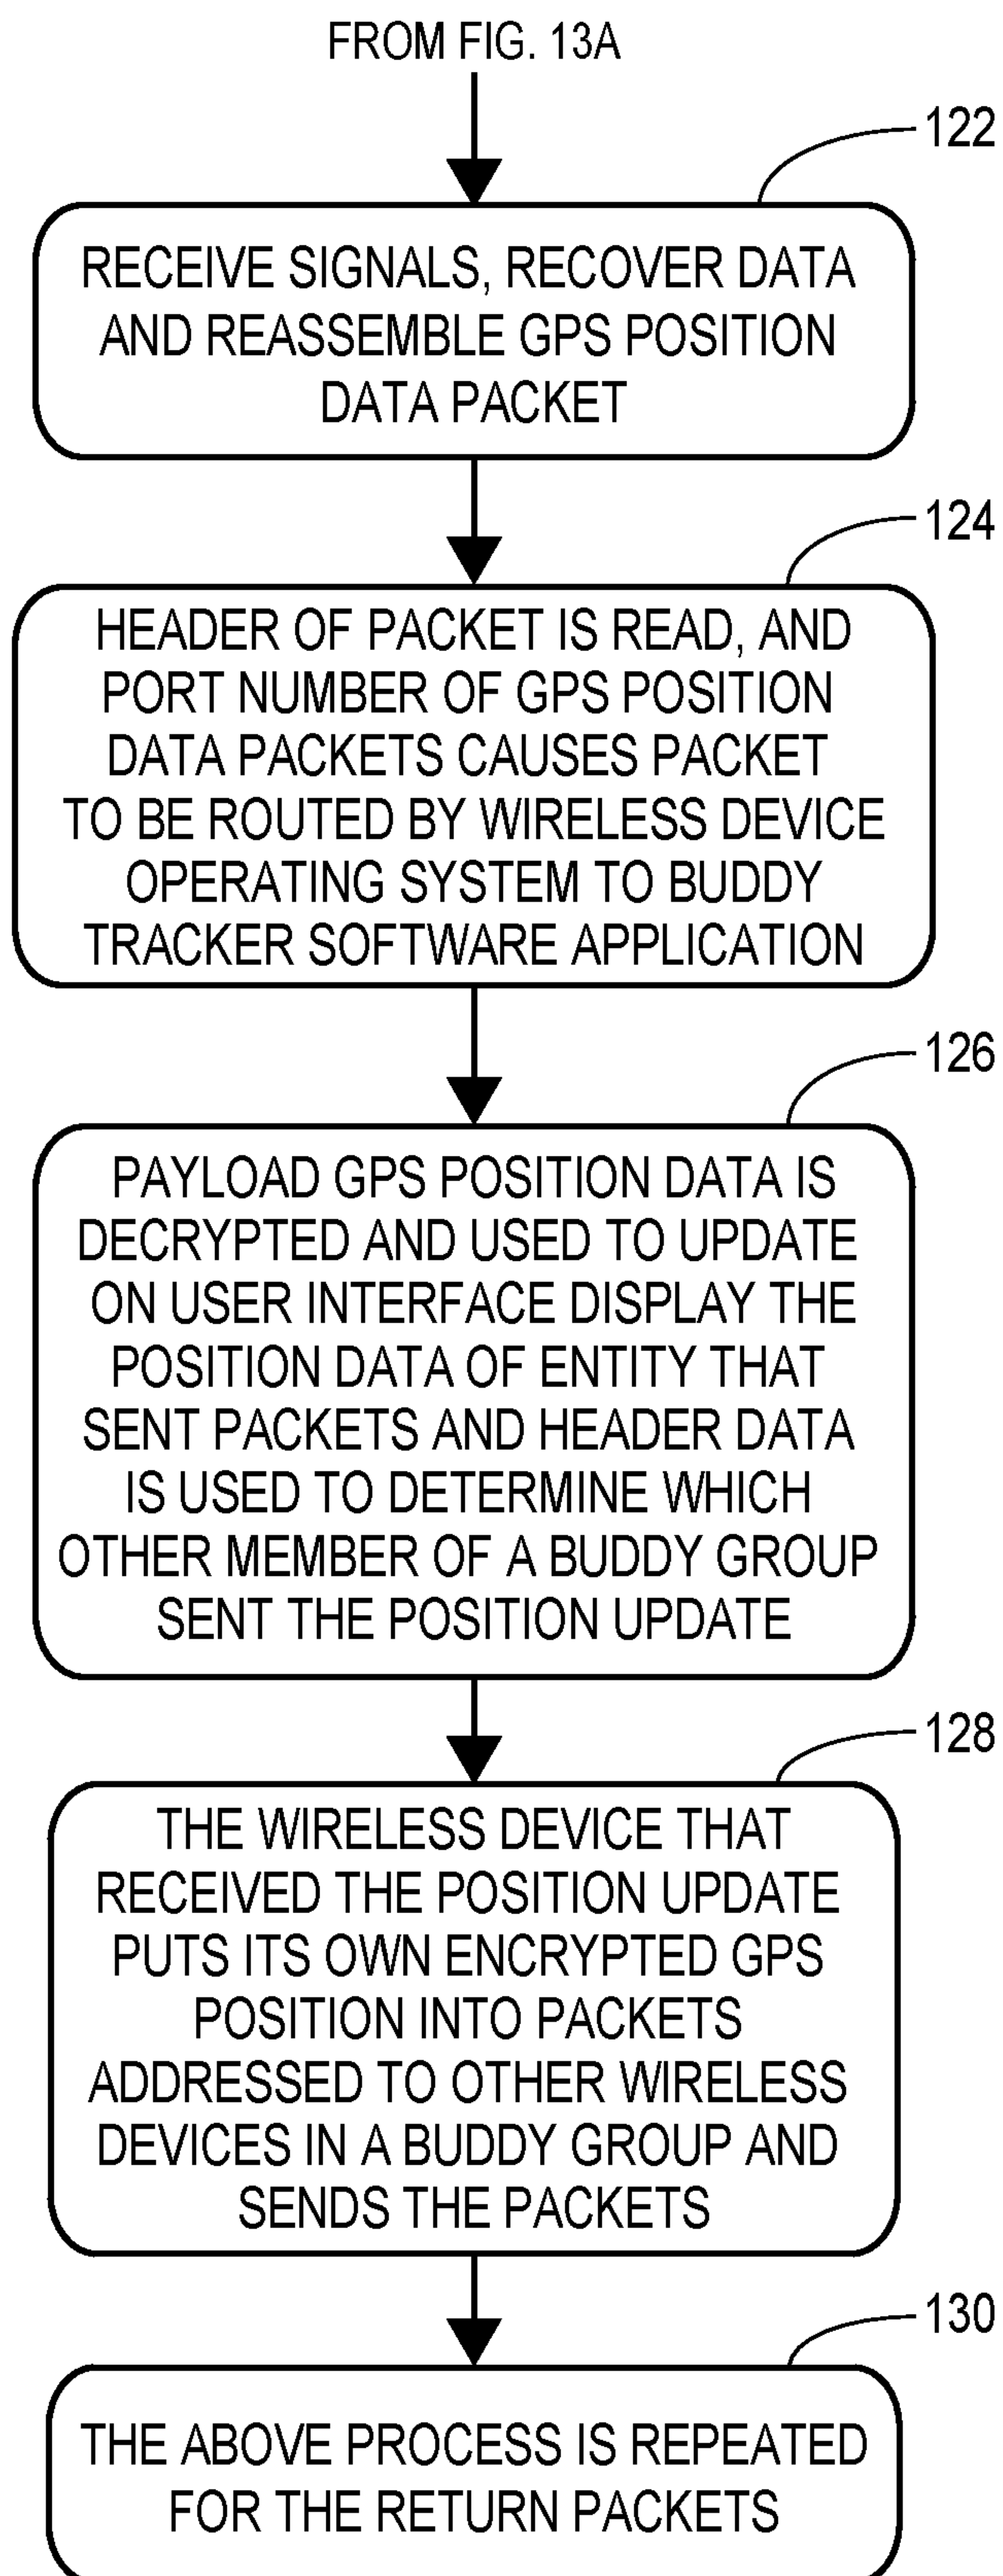 FROM FIG. 13A
122
RECEIVE SIGNALS, RECOVER DATA
AND REASSEMBLE GPS POSITION
DATA PACKET
124
HEADER OF PACKET IS READ, AND
PORT NUMBER OF GPS POSITION
DATA PACKETS CAUSES PACKET
TO BE ROUTED BY WIRELESS DEVICE
OPERATING SYSTEM TO BUDDY
TRACKER SOFTWARE APPLICATION
126
PAYLOAD GPS POSITION DATA IS
DECRYPTED AND USED TO UPDATE
ON USER INTERFACE DISPLAY THE
POSITION DATA OF ENTITY THAT
SENT PACKETS AND HEADER DATA
IS USED TO DETERMINE WHICH
OTHER MEMBER OF A BUDDY GROUP
SENT THE POSITION UPDATE
128
THE WIRELESS DEVICE THAT
RECEIVED THE POSITION UPDATE
PUTS ITS OWN ENCRYPTED GPS
POSITION INTO PACKETS
ADDRESSED TO OTHER WIRELESS
DEVICES IN A BUDDY GROUP AND
SENDS THE PACKETS
130
THE ABOVE PROCESS IS REPEATED
FOR THE RETURN PACKETS